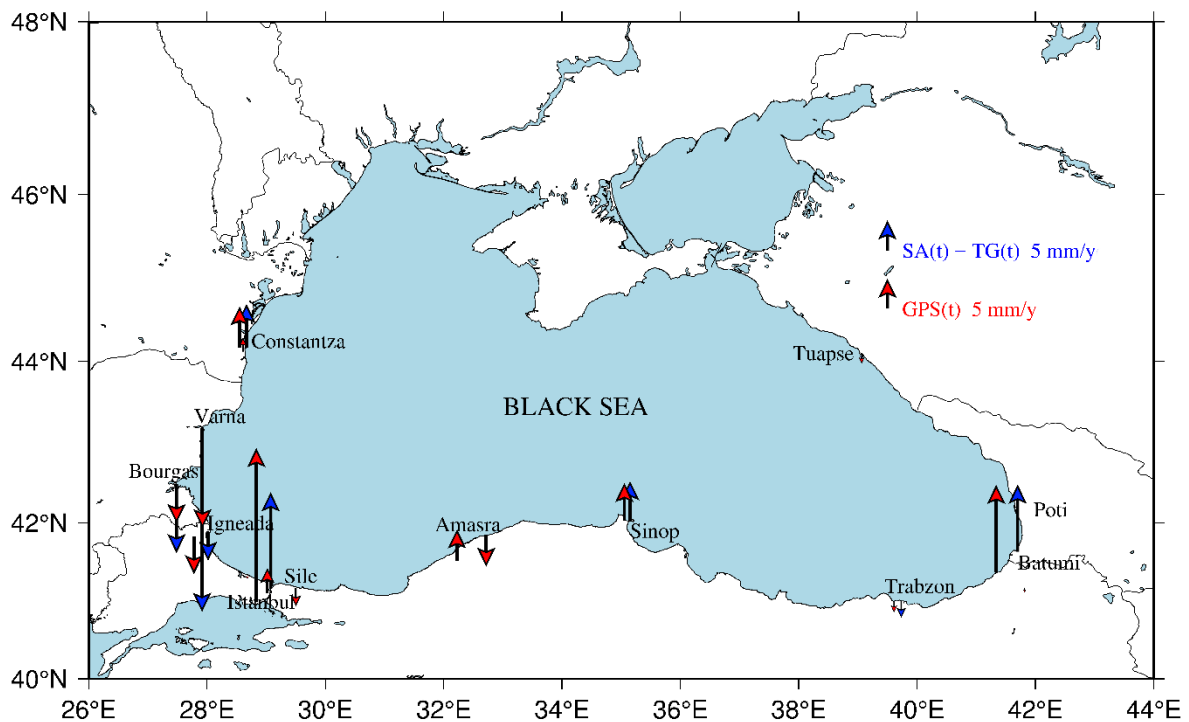 48°N
46°N
SA(t) − TG(t) 5 mm/y
GPS(t) 5 mm/y
Constantza
Tuapse
44°N
BLACK SEA
Varna
Bourgas
Igneada
Amasra
Sinop
Poti
42°N
Batumi
Sile
Trabzon
Istanbul
40°N
26°E 28°E 30°E 32°E 34°E 36°E 38°E 40°E 42°E 44°E